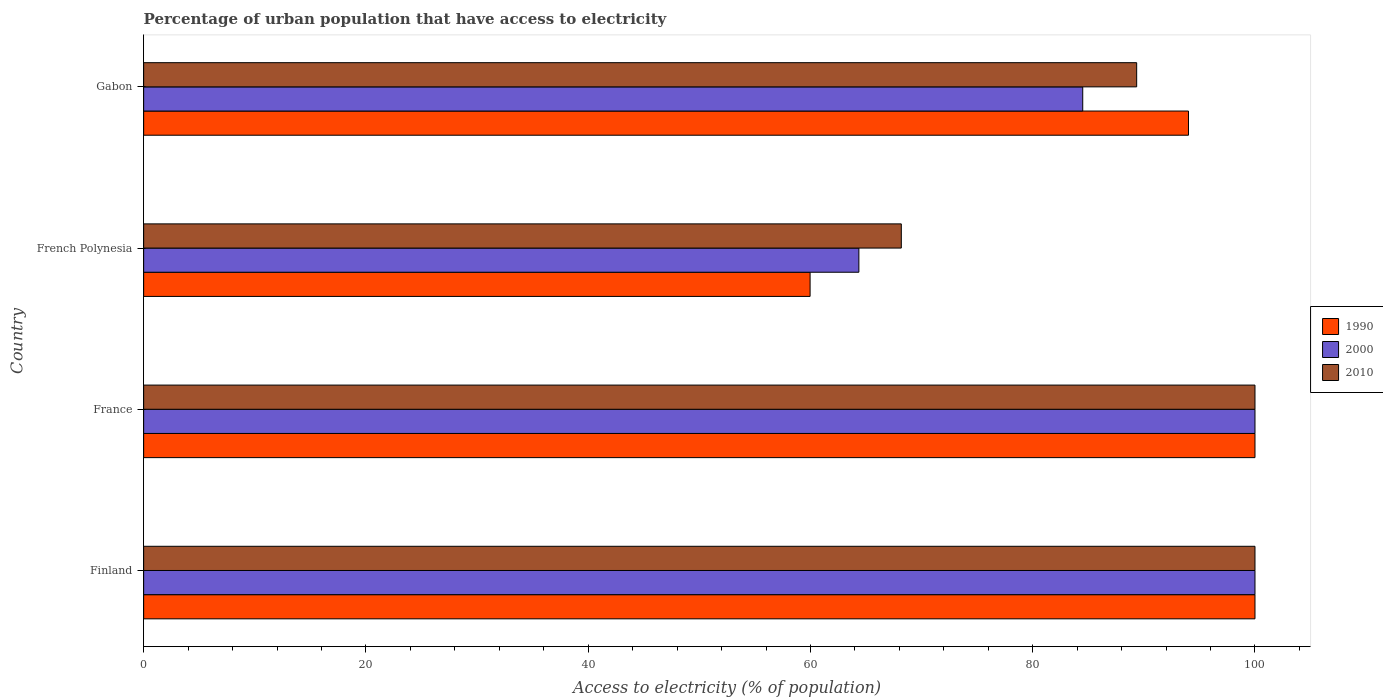 Percentage of urban population that have access to electricity
Gabon
French Polynesia
France
Finland
Country
0
20
40
60
80
100
Access to electricity (% of population)
1990
2000
2010